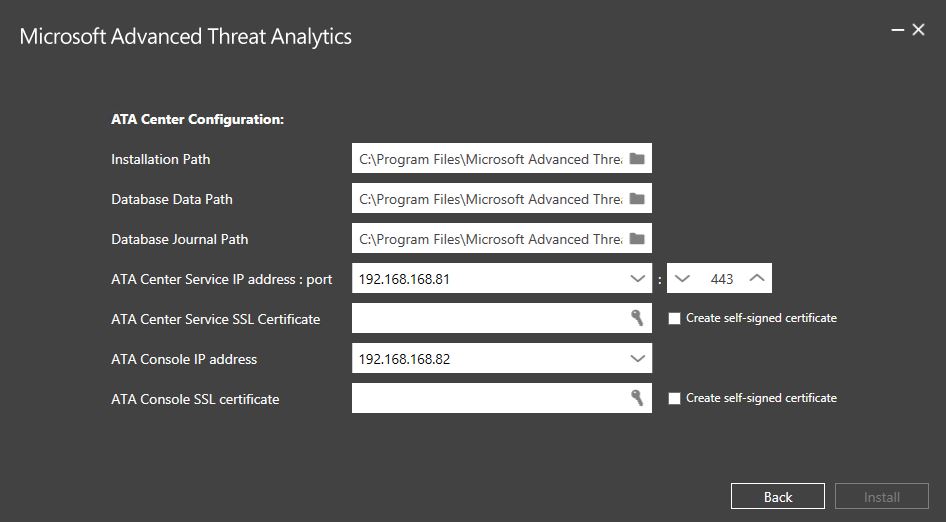 Microsoft Advanced Threat Analytics
ATA Center Configuration:
Installation Path C:\Program Files\Microsoft Advanced Threa
Database Data Path C:\Program Files\Microsoft Advanced Threa
Database Journal Path C:\Program Files\Microsoft Advanced Threa
ATA Center Service IP address : port 192.168.168.81 : 443
ATA Center Service SSL Certificate Create self-signed certificate
ATA Console IP address 192.168.168.82
ATA Console SSL certificate Create self-signed certificate
Back Install